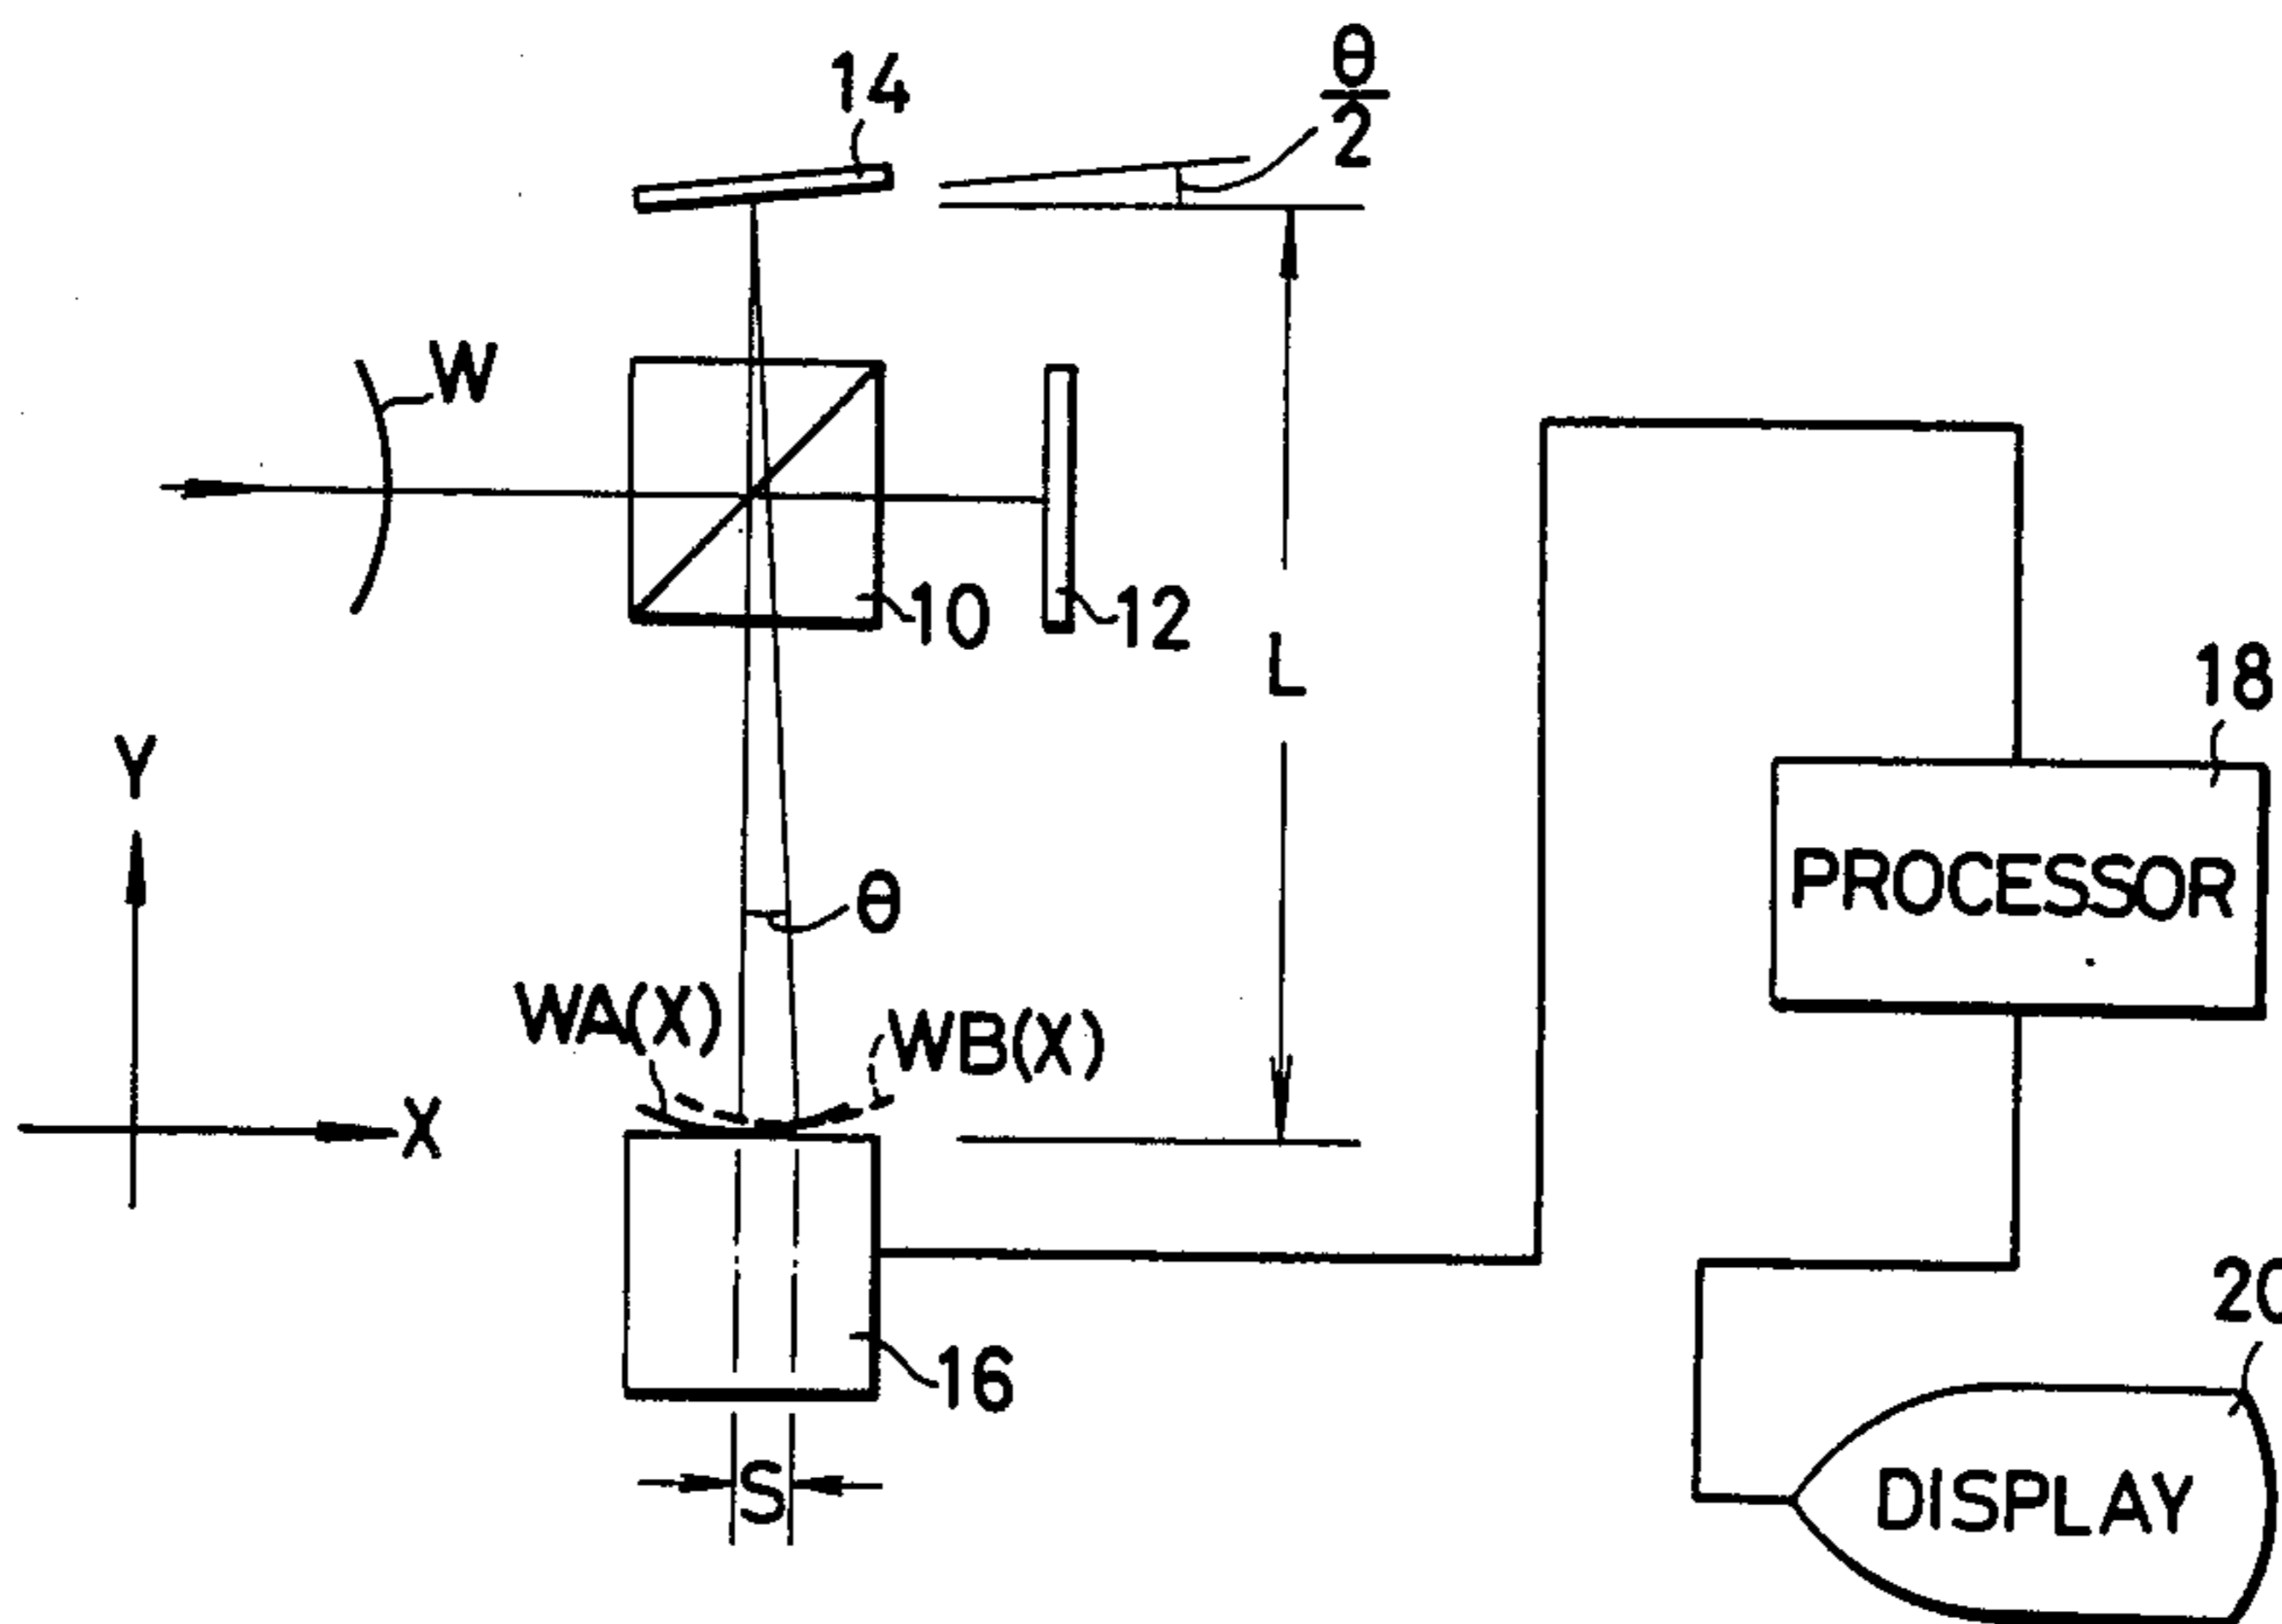 14
θ
2
W
10
12
L
18
Y
PROCESSOR
θ
WA(X)
WB(X)
X
16
20
S
DISPLAY